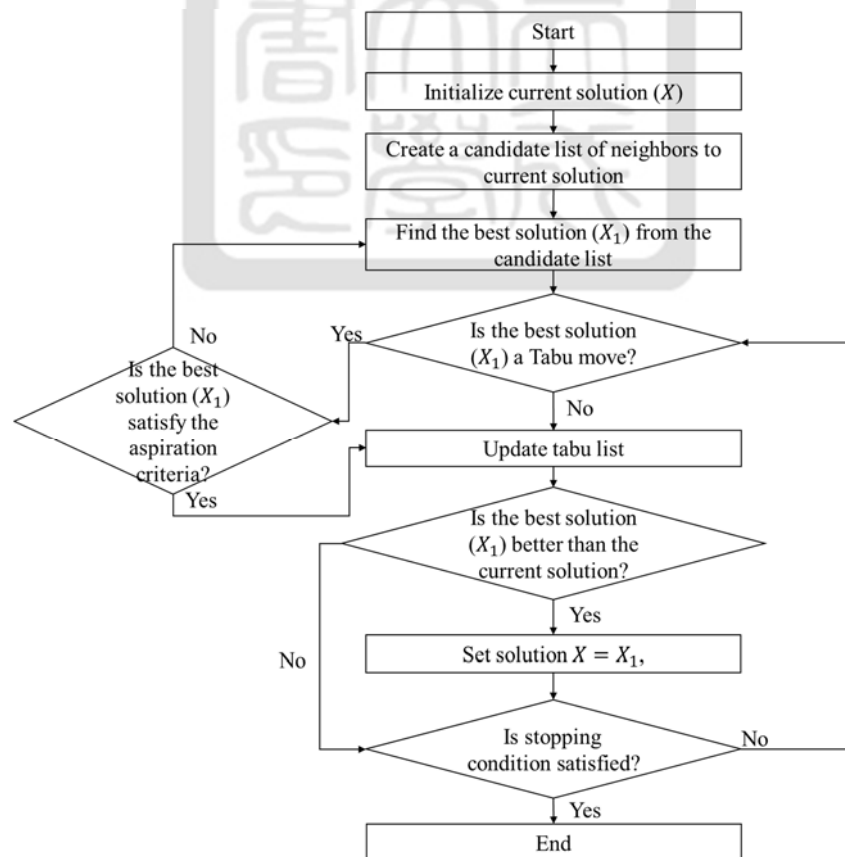 Start
Initialize current solution (𝑋)
Create a candidate list of neighbors to
current solution
Find the best solution (𝑋₁) from the
candidate list
No
Yes
Is the best solution
(𝑋₁) a Tabu move?
Is the best
solution (𝑋₁)
satisfy the
aspiration
criteria?
No
Update tabu list
Yes
Is the best solution
(𝑋₁) better than the
current solution?
Yes
No
Set solution 𝑋 = 𝑋₁,
Is stopping
condition satisfied?
No
Yes
End